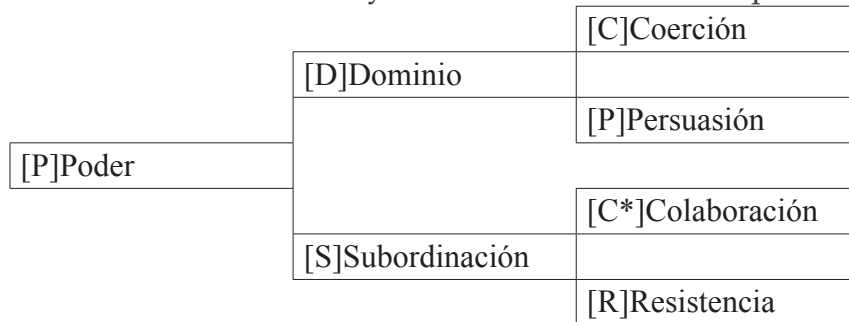 [C]Coerción
[D]Dominio
[P]Persuasión
[P]Poder
[C*]Colaboración
[S]Subordinación
[R]Resistencia